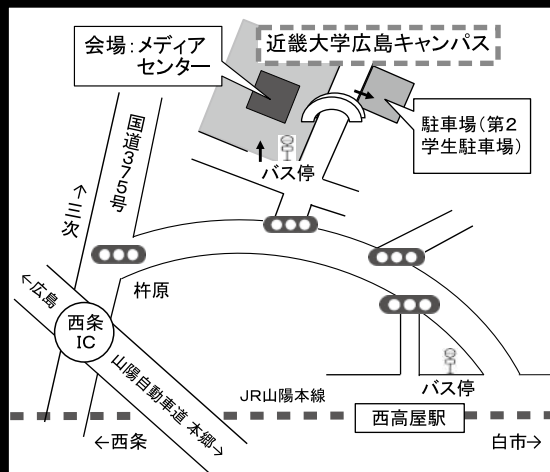 会場：メディア
センター
近畿大学広島キャンパス
駐車場(第2
学生駐車場)
国道375号
バス停
↑三次
杵原
←広島
西条
IC
山陽自動車道 本郷→
JR山陽本線
バス停
西高屋駅
←西条
白市→